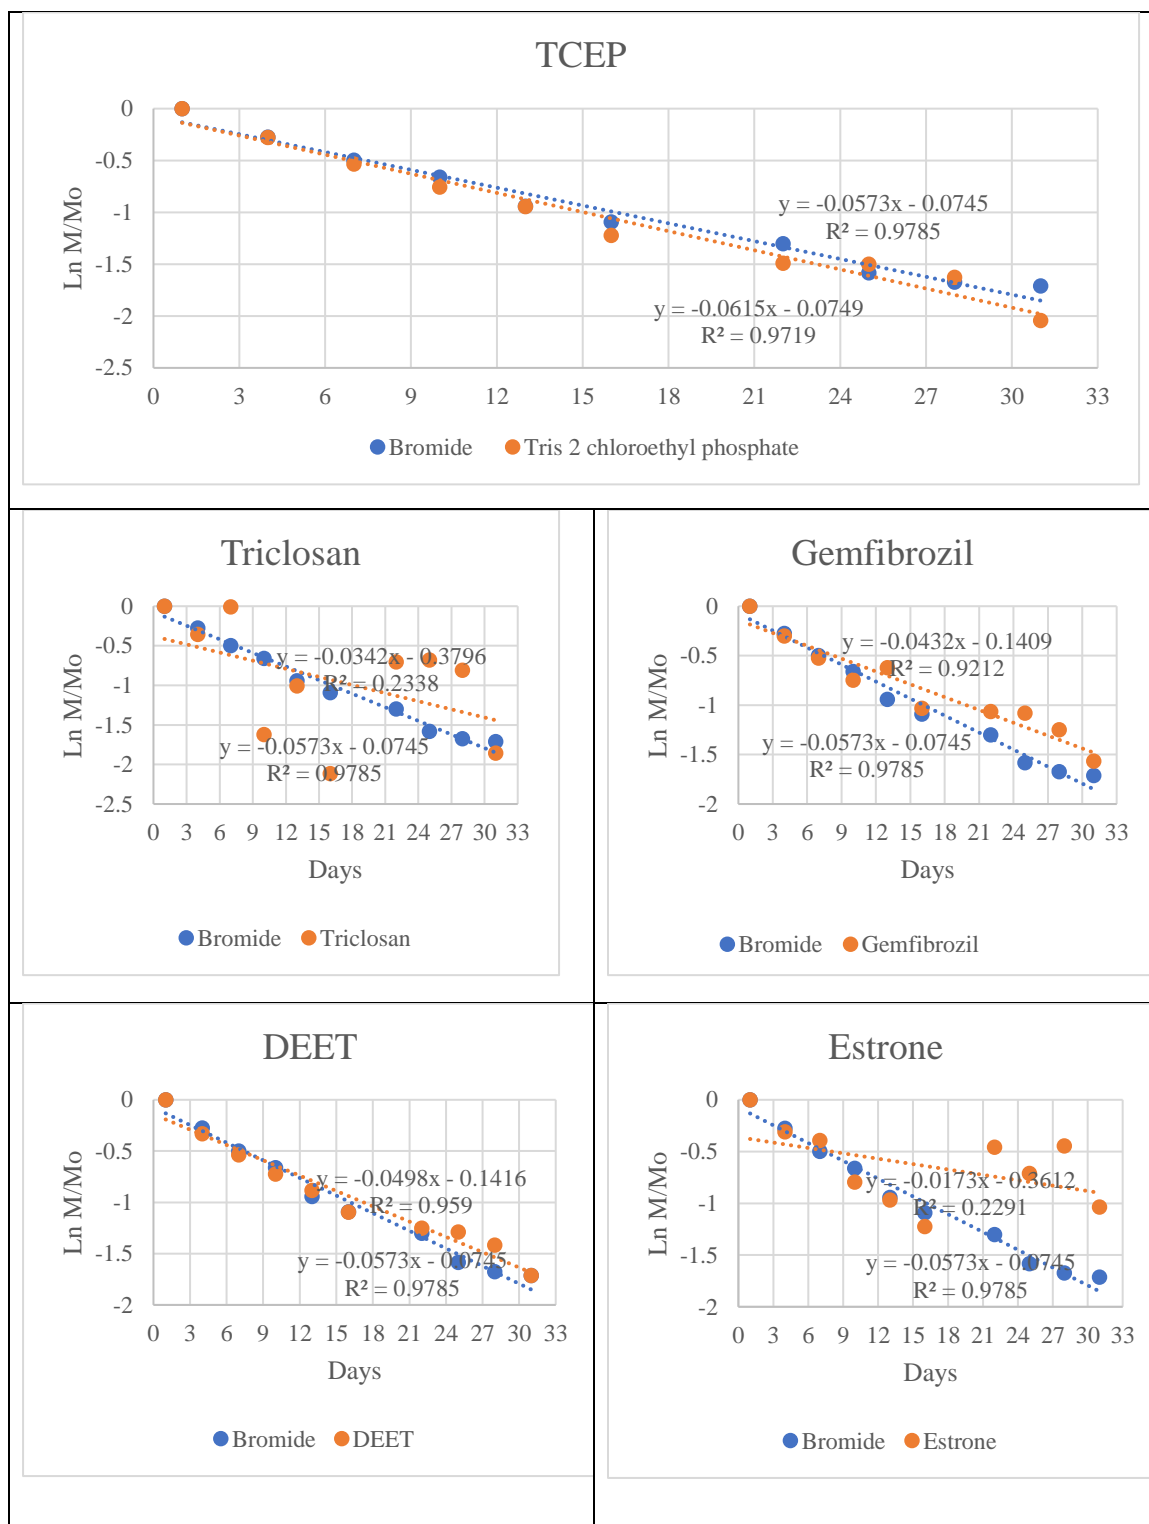 TCEP
Ln M/Mo
0
-0.5
-1
-1.5
-2
-2.5
y = -0.0573x - 0.0745
R² = 0.9785
y = -0.0615x - 0.0749
R² = 0.9719
0 3 6 9 12 15 18 21 24 27 30 33
Bromide Tris 2 chloroethyl phosphate
Triclosan
Ln M/Mo
0
-0.5
-1
-1.5
-2
-2.5
y = -0.0342x - 0.3796
R² = 0.2338
y = -0.0573x - 0.0745
R² = 0.9785
0 3 6 9 12 15 18 21 24 27 30 33
Days
Bromide Triclosan
Gemfibrozil
Ln M/Mo
0
-0.5
-1
-1.5
-2
y = -0.0432x - 0.1409
R² = 0.9212
y = -0.0573x - 0.0745
R² = 0.9785
0 3 6 9 12 15 18 21 24 27 30 33
Days
Bromide Gemfibrozil
DEET
Ln M/Mo
0
-0.5
-1
-1.5
-2
y = -0.0498x - 0.1416
R² = 0.959
y = -0.0573x - 0.0745
R² = 0.9785
0 3 6 9 12 15 18 21 24 27 30 33
Days
Bromide DEET
Estrone
Ln M/Mo
0
-0.5
-1
-1.5
-2
y = -0.0173x - 0.3612
R² = 0.2291
y = -0.0573x - 0.0745
R² = 0.9785
0 3 6 9 12 15 18 21 24 27 30 33
Days
Bromide Estrone